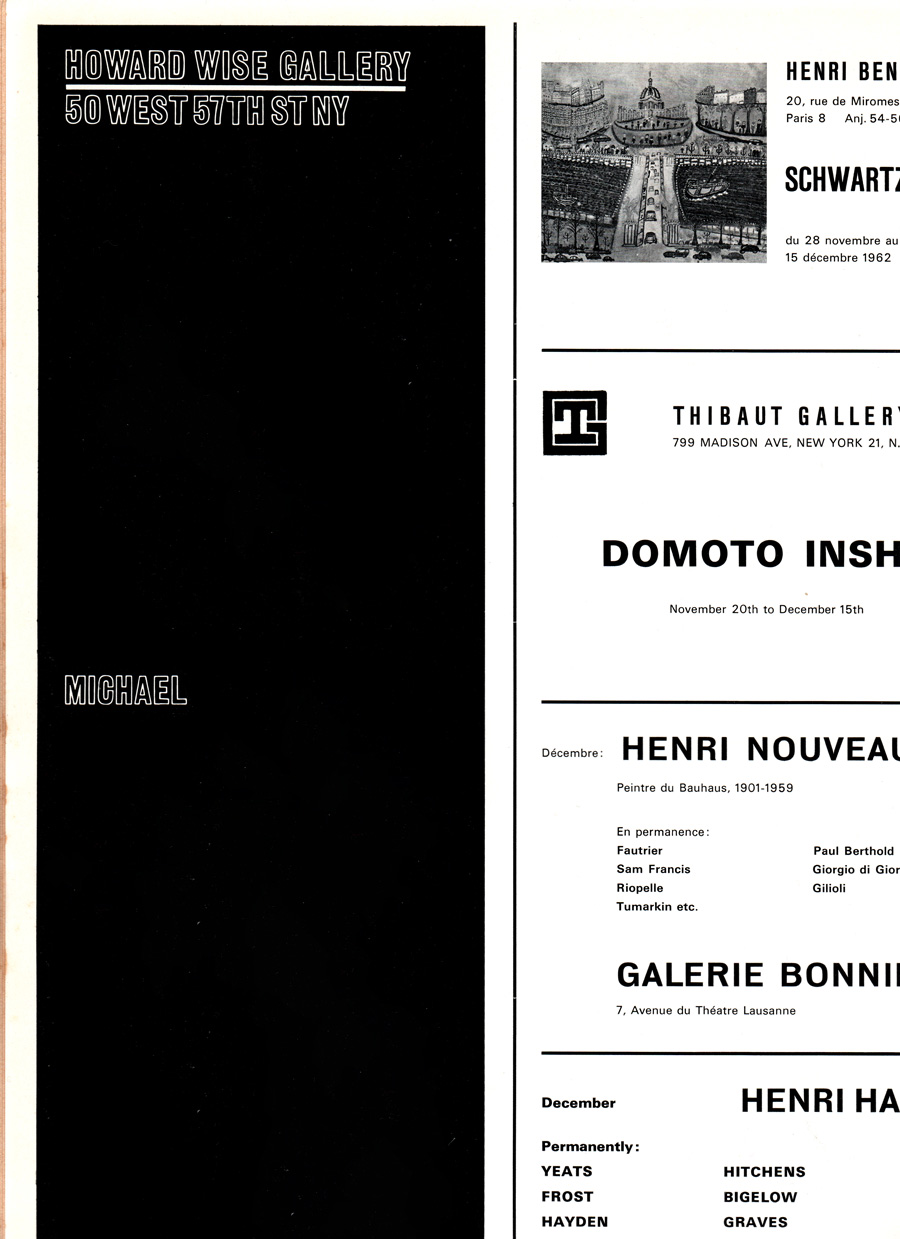 HOWARD WISE GALLERY
50 WEST 57TH ST NY
MICHAEL
HENRI BEN
20, rue de Miromes
Paris 8 Anj. 54-5
SCHWARTZ
du 28 novembre au
15 décembre 1962
TG
THIBAUT GALLERY
799 MADISON AVE, NEW YORK 21, N.
DOMOTO INSH
November 20th to December 15th
Décembre: HENRI NOUVEAU
Peintre du Bauhaus, 1901-1959
En permanence:
Fautrier Paul Berthold
Sam Francis Giorgio di Gior
Riopelle Gilioli
Tumarkin etc.
GALERIE BONNI
7, Avenue du Théatre Lausanne
December HENRI HA
Permanently:
YEATS HITCHENS
FROST BIGELOW
HAYDEN GRAVES